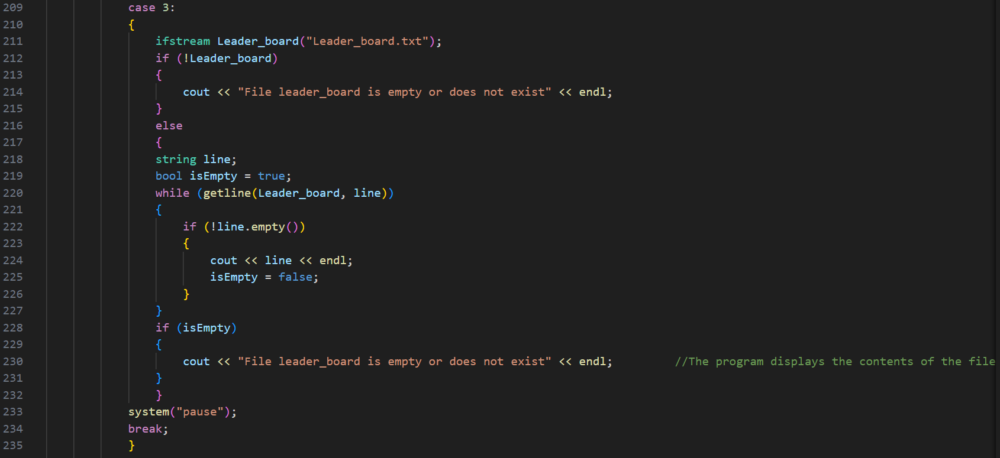 209 case 3:
210 {
211 ifstream Leader_board("Leader_board.txt");
212 if (!Leader_board)
213 {
214 cout << "File leader_board is empty or does not exist" << endl;
215 }
216 else
217 {
218 string line;
219 bool isEmpty = true;
220 while (getline(Leader_board, line))
221 {
222 if (!line.empty())
223 {
224 cout << line << endl;
225 isEmpty = false;
226 }
227 }
228 if (isEmpty)
229 {
230 cout << "File leader_board is empty or does not exist" << endl; //The program displays the contents of the file
231 }
232 }
233 system("pause");
234 break;
235 }